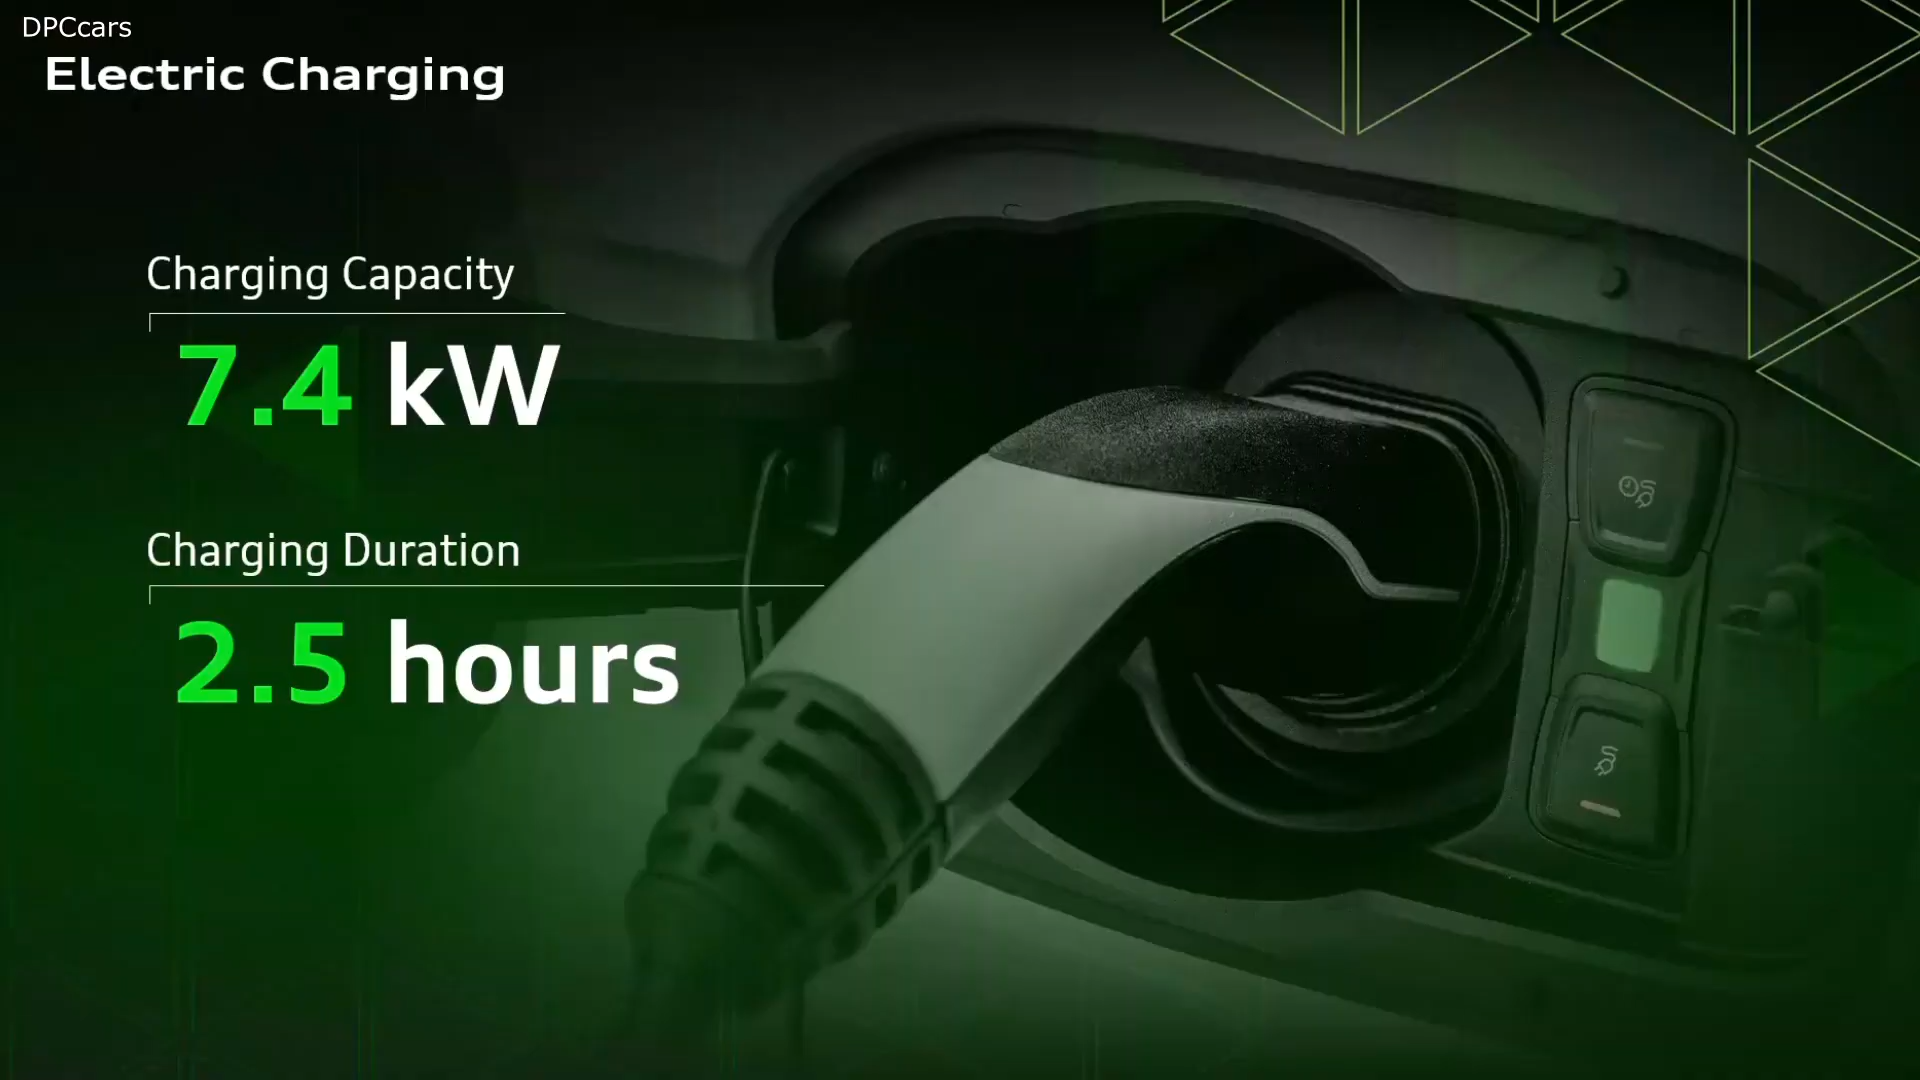 DPCcars
Electric Charging
Charging Capacity
7.4 kW
Charging Duration
2.5 hours